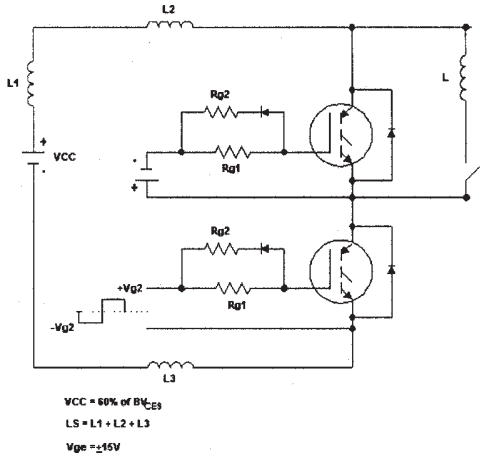 L2
L1
Rg2
L
+
VCC
-
-
+
Rg1
Rg2
+Vg2
-Vg2
Rg1
L3
VCC = 60% of BVCES
LS = L1 + L2 + L3
Vge = ±15V